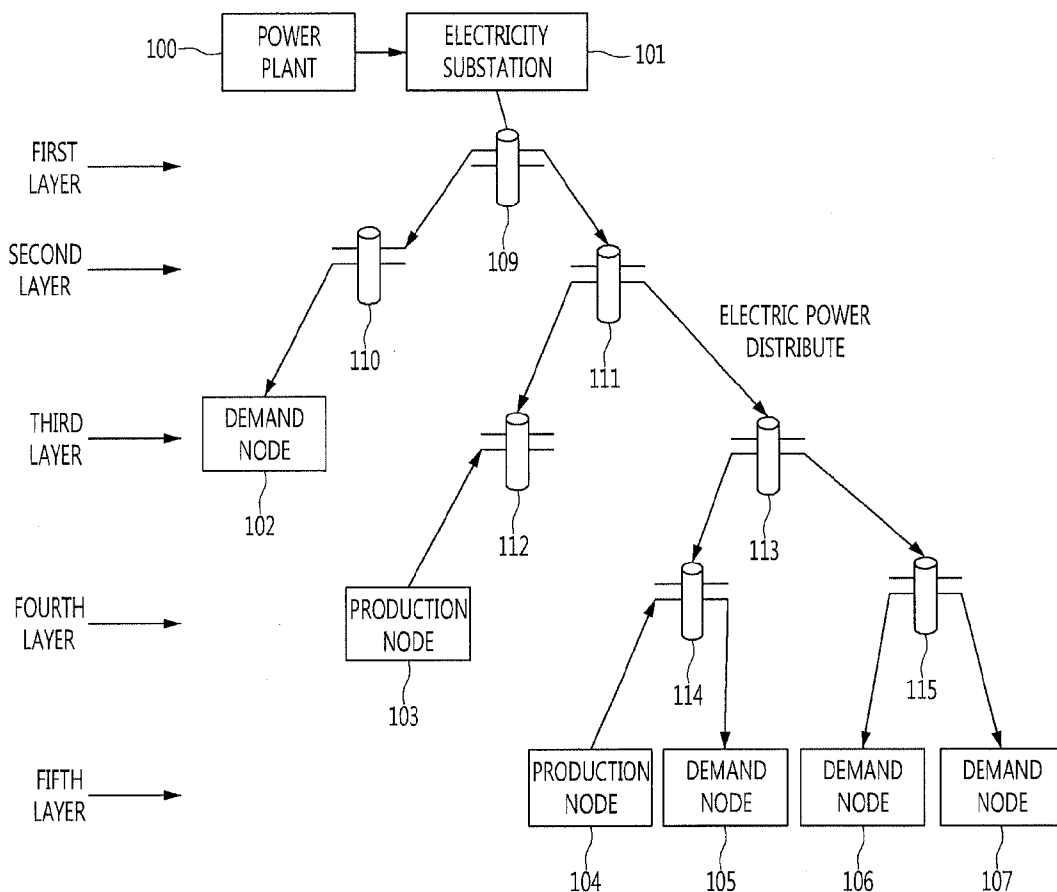 100
POWER
PLANT
ELECTRICITY
SUBSTATION
101
FIRST
LAYER
109
SECOND
LAYER
110
111
ELECTRIC POWER
DISTRIBUTE
THIRD
LAYER
DEMAND
NODE
102
112
113
FOURTH
LAYER
PRODUCTION
NODE
103
114
115
FIFTH
LAYER
PRODUCTION
NODE
DEMAND
NODE
DEMAND
NODE
DEMAND
NODE
104
105
106
107